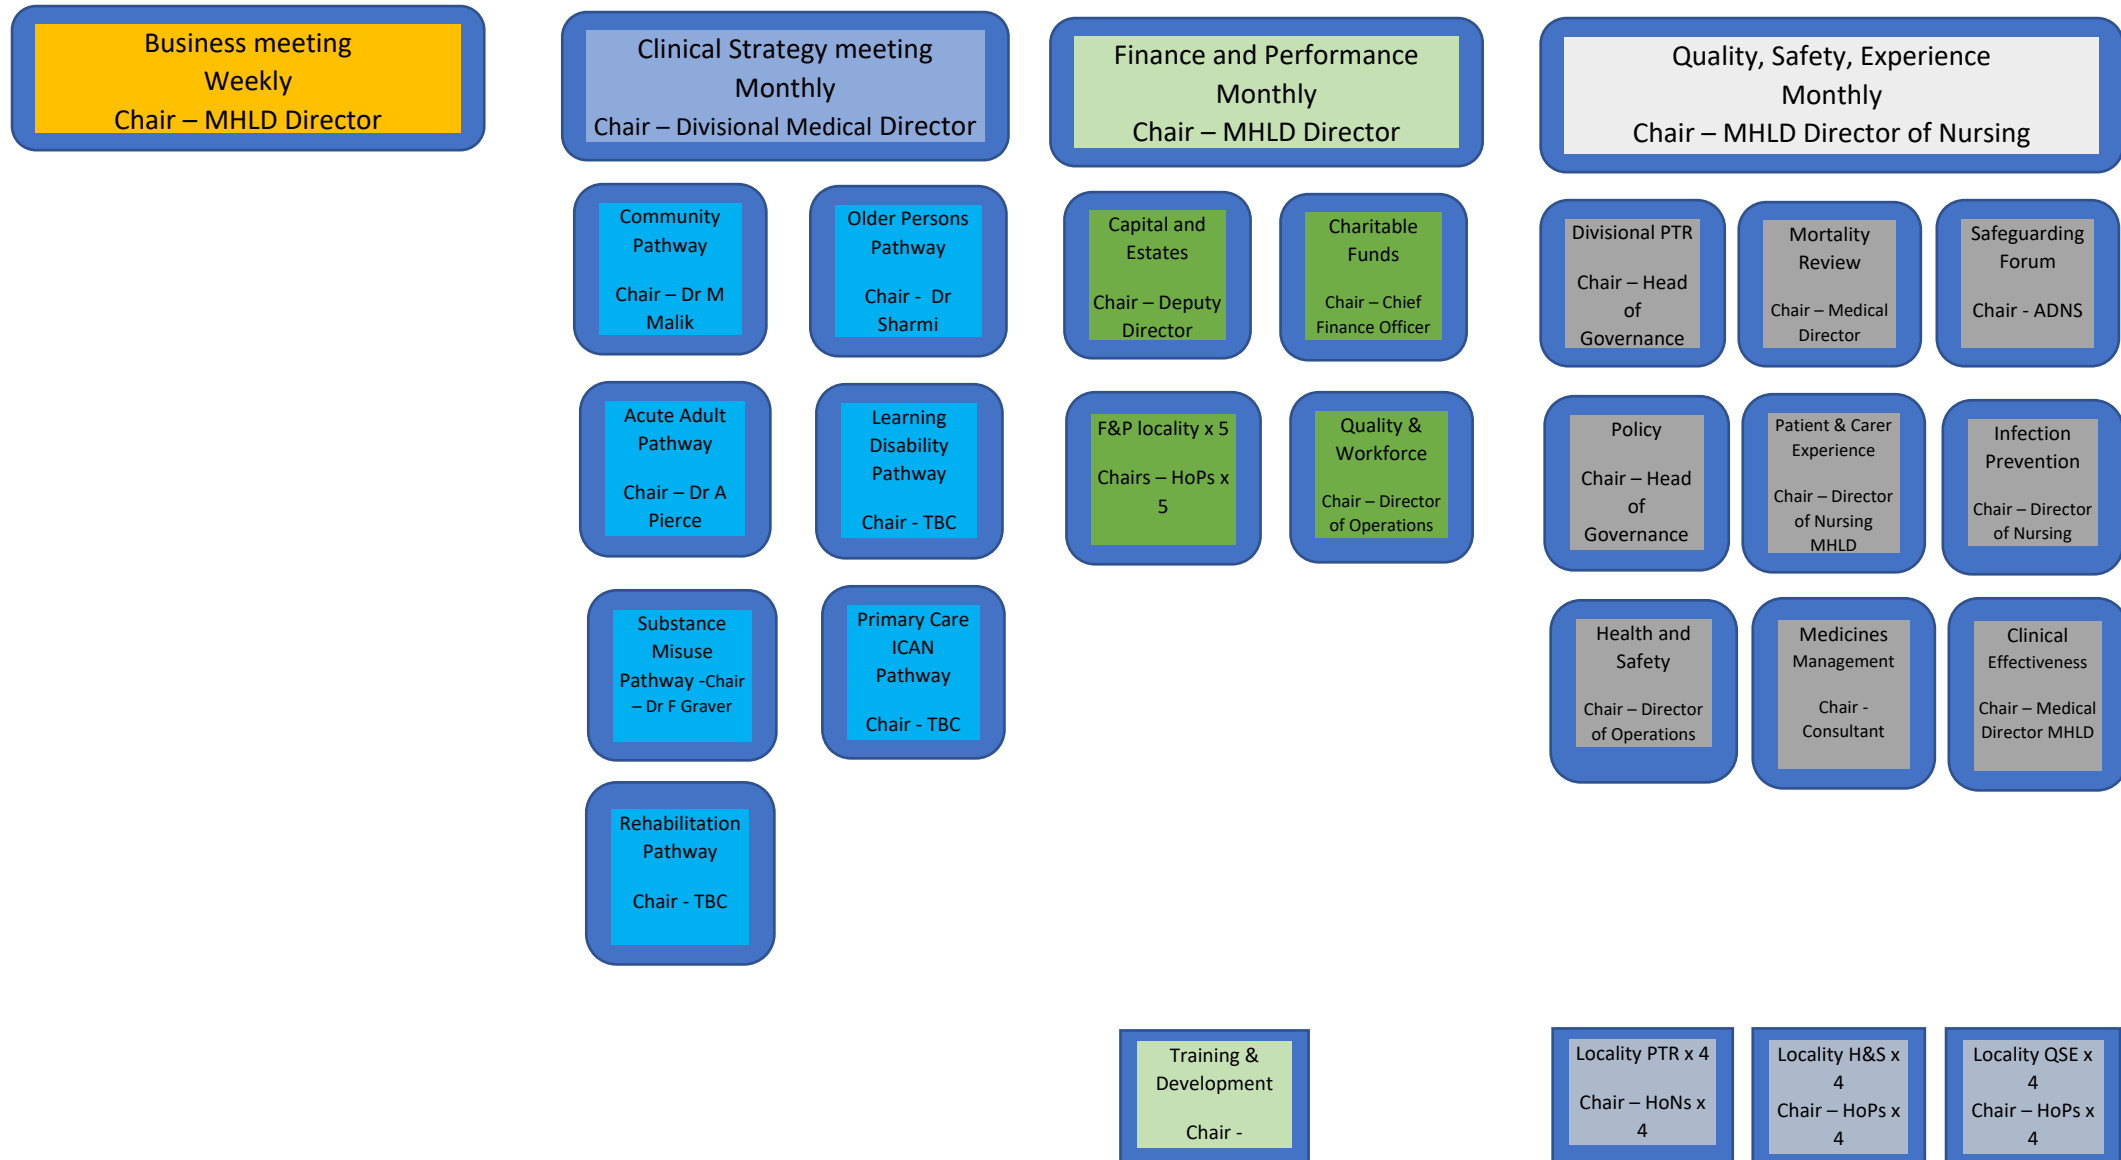 Business meeting
Weekly
Chair – MHLD Director
Clinical Strategy meeting
Monthly
Chair – Divisional Medical Director
Finance and Performance
Monthly
Chair – MHLD Director
Quality, Safety, Experience
Monthly
Chair – MHLD Director of Nursing
Community
Pathway
Chair – Dr M
Malik
Older Persons
Pathway
Chair -  Dr
Sharmi
Capital and
Estates
Chair – Deputy
Director
Charitable
Funds
Chair – Chief
Finance Officer
Divisional PTR
Chair – Head
of
Governance
Mortality
Review
Chair – Medical
Director
Safeguarding
Forum
Chair - ADNS
Acute Adult
Pathway
Chair – Dr A
Pierce
Learning
Disability
Pathway
Chair - TBC
F&P locality x 5
Chairs – HoPs x
5
Quality &
Workforce
Chair – Director
of Operations
Policy
Chair – Head
of
Governance
Patient & Carer
Experience
Chair – Director
of Nursing
MHLD
Infection
Prevention
Chair – Director
of Nursing
Substance
Misuse
Pathway -Chair
– Dr F Graver
Primary Care
ICAN
Pathway
Chair - TBC
Health and
Safety
Chair – Director
of Operations
Medicines
Management
Chair -
Consultant
Clinical
Effectiveness
Chair – Medical
Director MHLD
Rehabilitation
Pathway
Chair - TBC
Training &
Development
Chair -
Locality PTR x 4
Chair – HoNs x
4
Locality H&S x
4
Chair – HoPs x
4
Locality QSE x
4
Chair – HoPs x
4